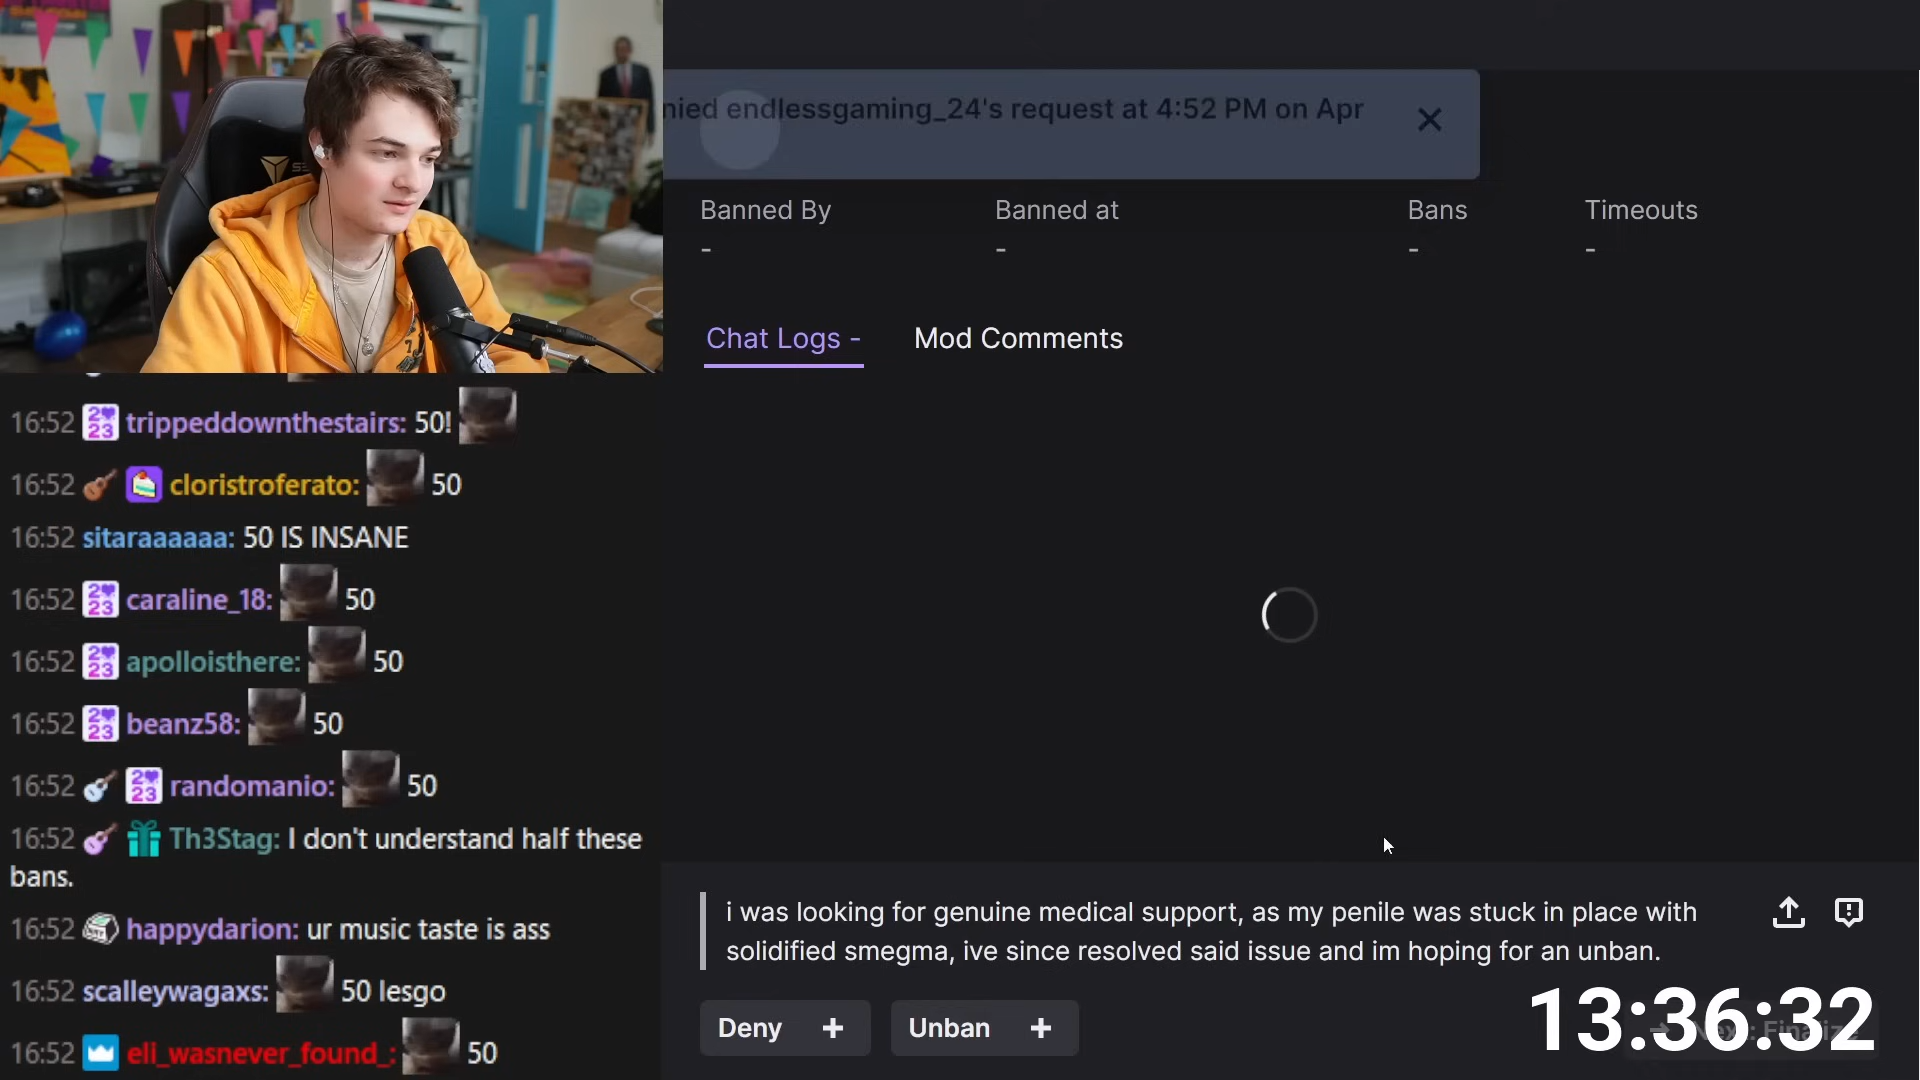 nied endlessgaming_24's request at 4:52 PM on Apr
Banned By
Banned at
Bans
Timeouts
-
-
-
-
Chat Logs -
Mod Comments
16:52 trippeddownthestairs: 50!
16:52 cloristroferato: 50
16:52 sitaraaaaaa: 50 IS INSANE
16:52 caraline_18: 50
16:52 apolloisthere: 50
16:52 beanz58: 50
16:52 randomanio: 50
16:52 Th3Stag: I don't understand half these
bans.
16:52 happydarion: ur music taste is ass
16:52 scalleywagaxs: 50 lesgo
16:52 eli_wasnever_found_: 50
i was looking for genuine medical support, as my penile was stuck in place with
solidified smegma, ive since resolved said issue and im hoping for an unban.
Deny +
Unban +
13:36:32